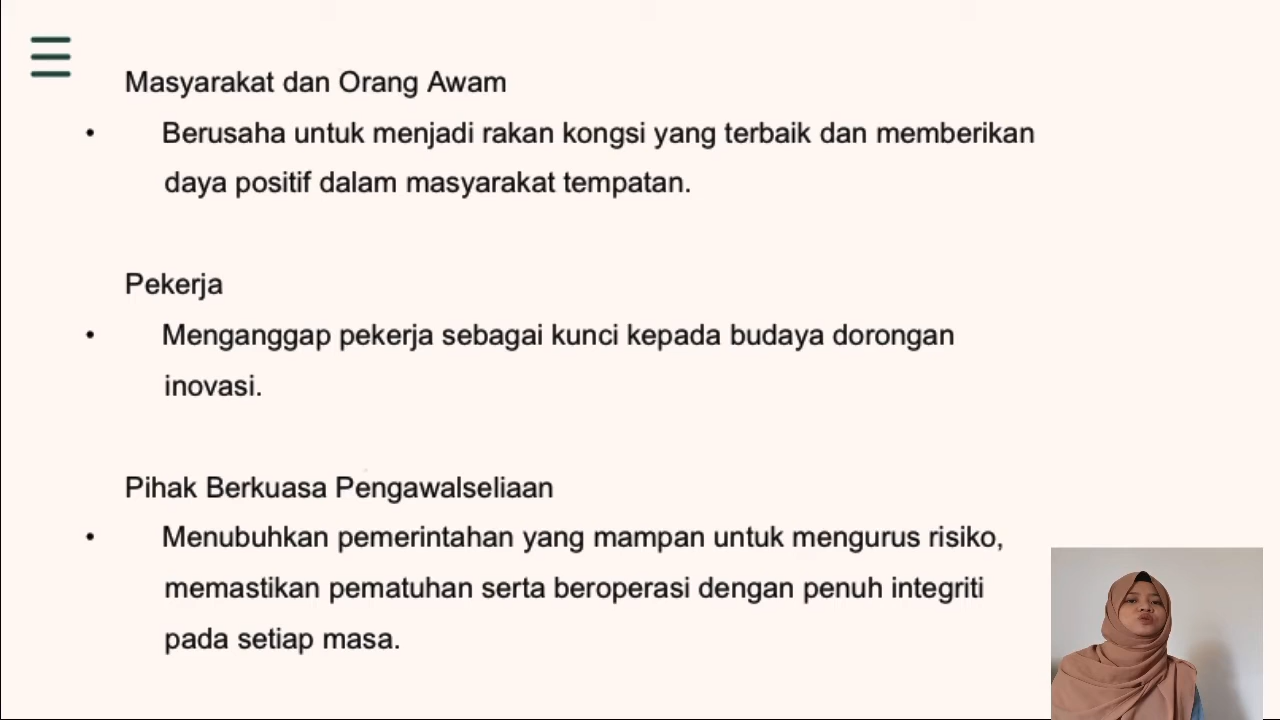 Masyarakat dan Orang Awam
• Berusaha untuk menjadi rakan kongsi yang terbaik dan memberikan
daya positif dalam masyarakat tempatan.
Pekerja
• Menganggap pekerja sebagai kunci kepada budaya dorongan
inovasi.
Pihak Berkuasa Pengawalseliaan
• Menubuhkan pemerintahan yang mampan untuk mengurus risiko,
memastikan pematuhan serta beroperasi dengan penuh integriti
pada setiap masa.